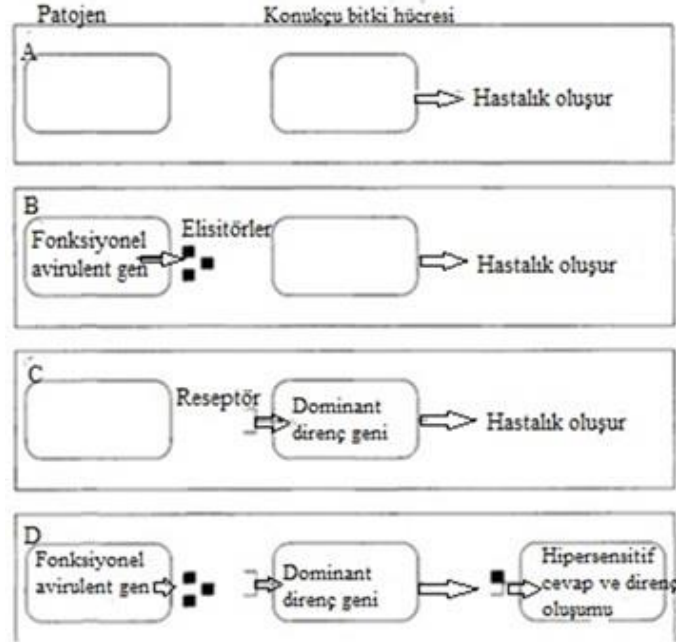 Patojen Konukçu bitki hücresi
A
Hastalık oluşur
B
Fonksiyonel
avirulent gen
Elisitörler
Hastalık oluşur
C
Reseptör
Dominant
direnç geni
Hastalık oluşur
D
Fonksiyonel
avirulent gen
Dominant
direnç geni
Hipersensitif
cevap ve direnç
oluşumu